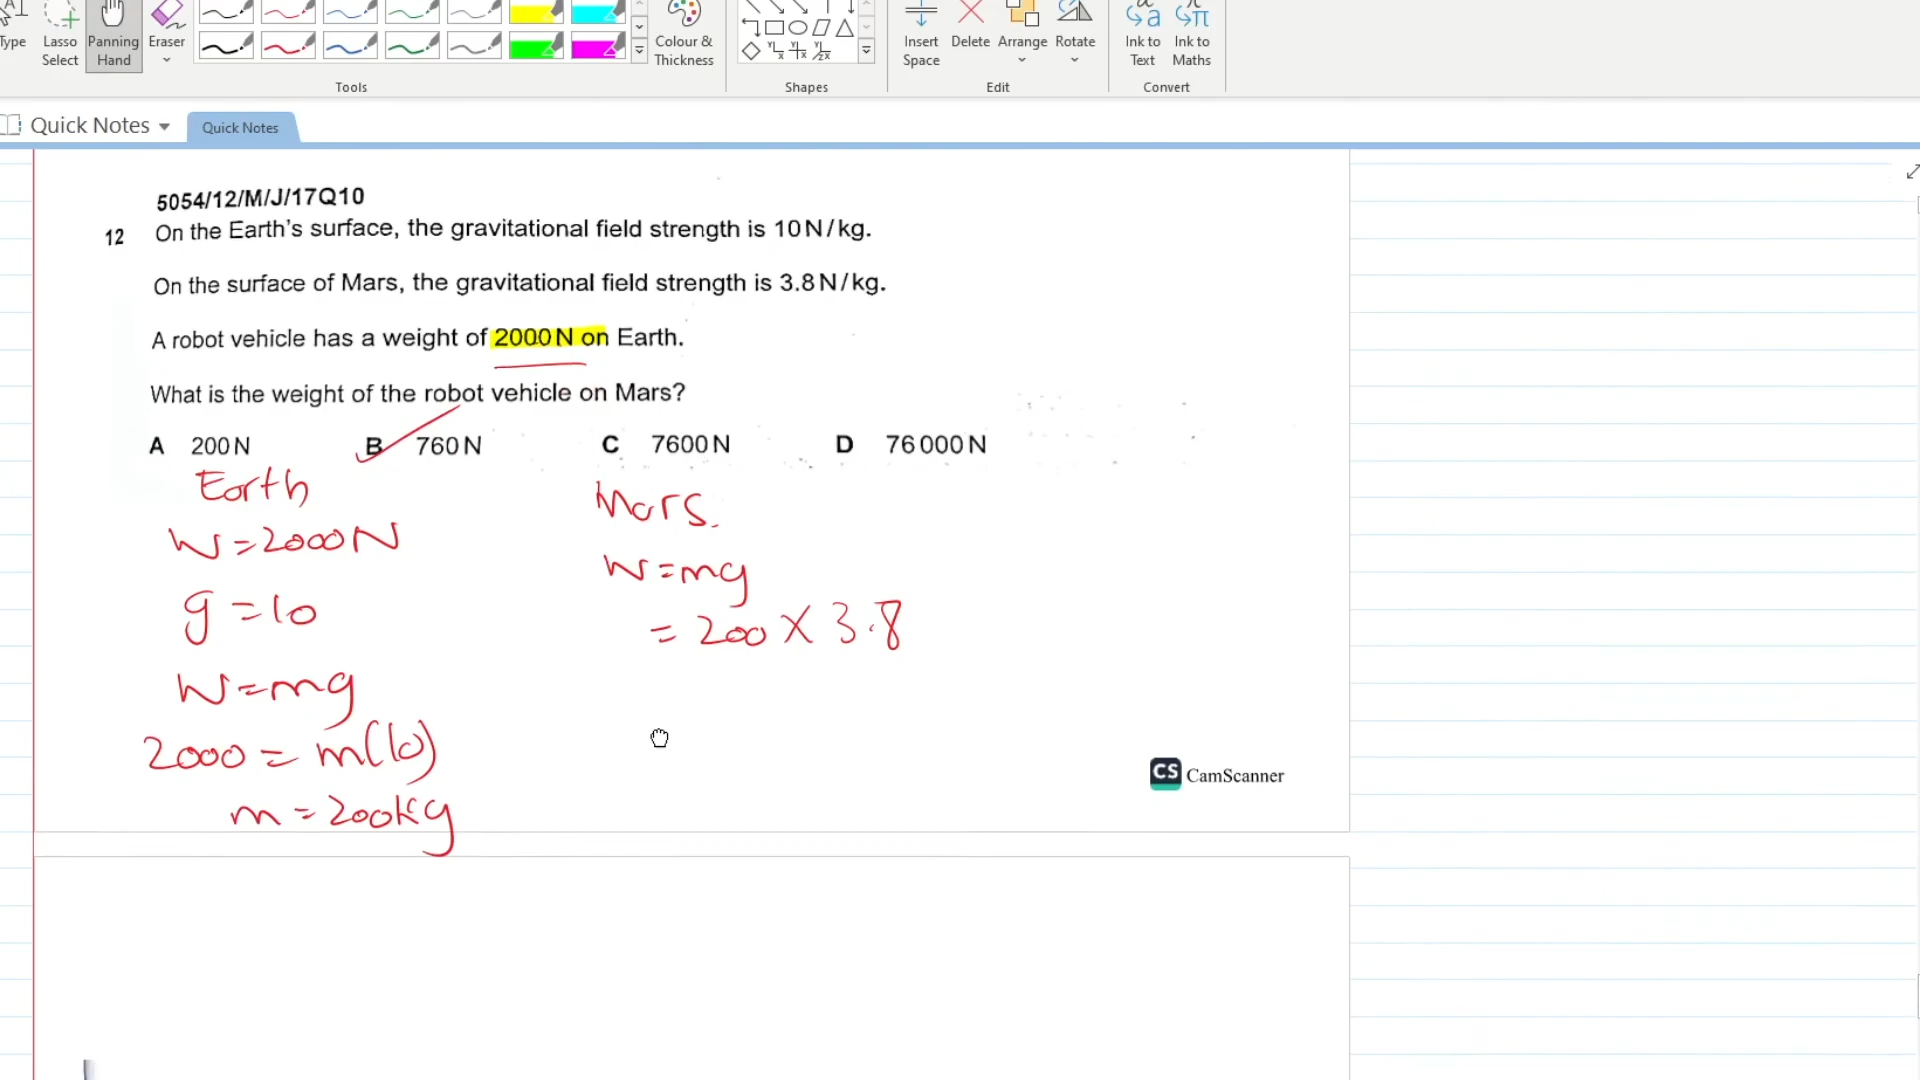 Type
Lasso Select
Panning Hand
Eraser
Colour & Thickness
Insert Space
Delete
Arrange
Rotate
Ink to Text
Ink to Maths
Tools
Shapes
Edit
Convert
Quick Notes
Quick Notes
5054/12/M/J/17Q10
12 On the Earth's surface, the gravitational field strength is 10 N/kg.
On the surface of Mars, the gravitational field strength is 3.8 N/kg.
A robot vehicle has a weight of 2000 N on Earth.
What is the weight of the robot vehicle on Mars?
A 200 N B 760 N C 7600 N D 76 000 N
Earth
W = 2000 N
g = 10
W = mg
2000 = m(10)
m = 200kg
Mars.
W = mg
= 200 X 3.8
CS CamScanner